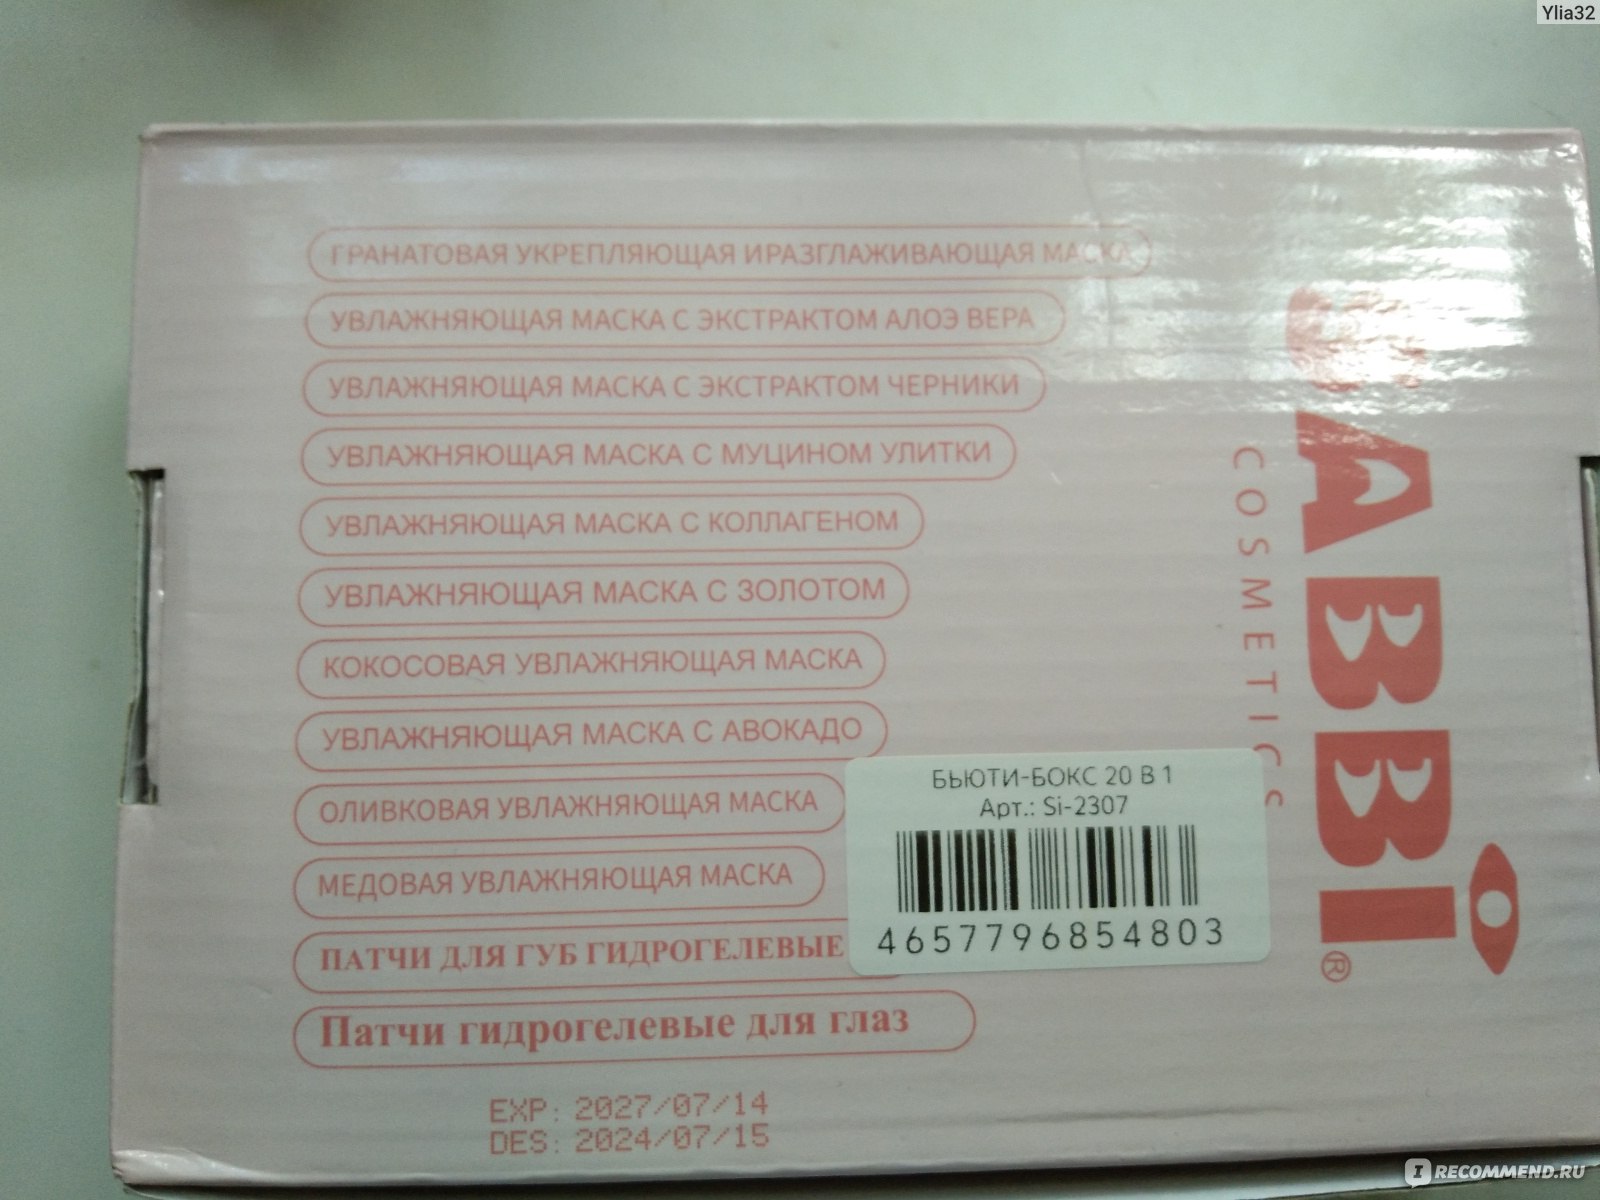 Ylia32
ГРАНАТОВАЯ УКРЕПЛЯЮЩАЯ ИРАЗГЛАЖИВАЮЩАЯ МАСКА
УВЛАЖНЯЮЩАЯ МАСКА С ЭКСТРАКТОМ АЛОЭ ВЕРА
УВЛАЖНЯЮЩАЯ МАСКА С ЭКСТРАКТОМ ЧЕРНИКИ
УВЛАЖНЯЮЩАЯ МАСКА С МУЦИНОМ УЛИТКИ
УВЛАЖНЯЮЩАЯ МАСКА С КОЛЛАГЕНОМ
УВЛАЖНЯЮЩАЯ МАСКА С ЗОЛОТОМ
КОКОСОВАЯ УВЛАЖНЯЮЩАЯ МАСКА
УВЛАЖНЯЮЩАЯ МАСКА С АВОКАДО
ОЛИВКОВАЯ УВЛАЖНЯЮЩАЯ МАСКА
МЕДОВАЯ УВЛАЖНЯЮЩАЯ МАСКА
ПАТЧИ ДЛЯ ГУБ ГИДРОГЕЛЕВЫЕ
Патчи гидрогелевые для глаз
EXP: 2027/07/14
DES: 2024/07/15
COSMETICS
БЬЮТИ-БОКС 20 В 1
Арт.: Si-2307
4657796854803
®
IRECOMMEND.RU